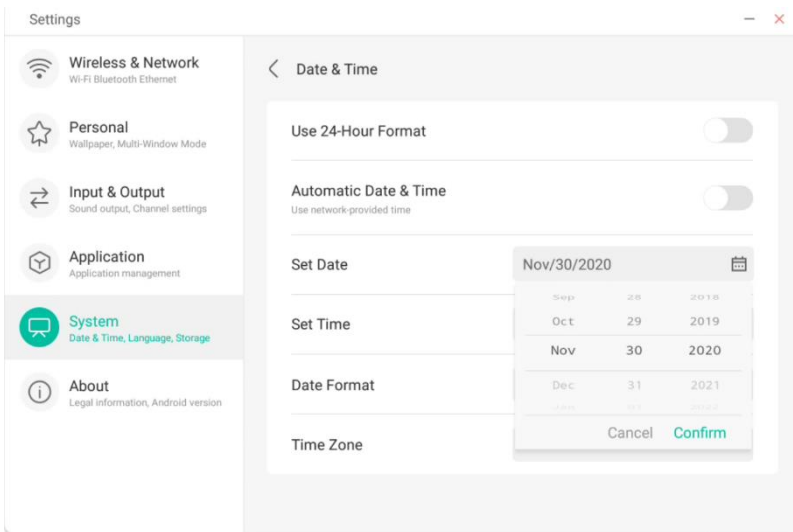 Settings
Wireless & Network
Wi-Fi Bluetooth Ethernet
Personal
Wallpaper, Multi-Window Mode
Input & Output
Sound output, Channel settings
Application
Application management
System
Date & Time, Language, Storage
About
Legal information, Android version
Date & Time
Use 24-Hour Format
Automatic Date & Time
Use network-provided time
Set Date
Nov/30/2020
Sep 28 2018
Oct 29 2019
Nov 30 2020
Dec 31 2021
Set Time
Date Format
Cancel Confirm
Time Zone